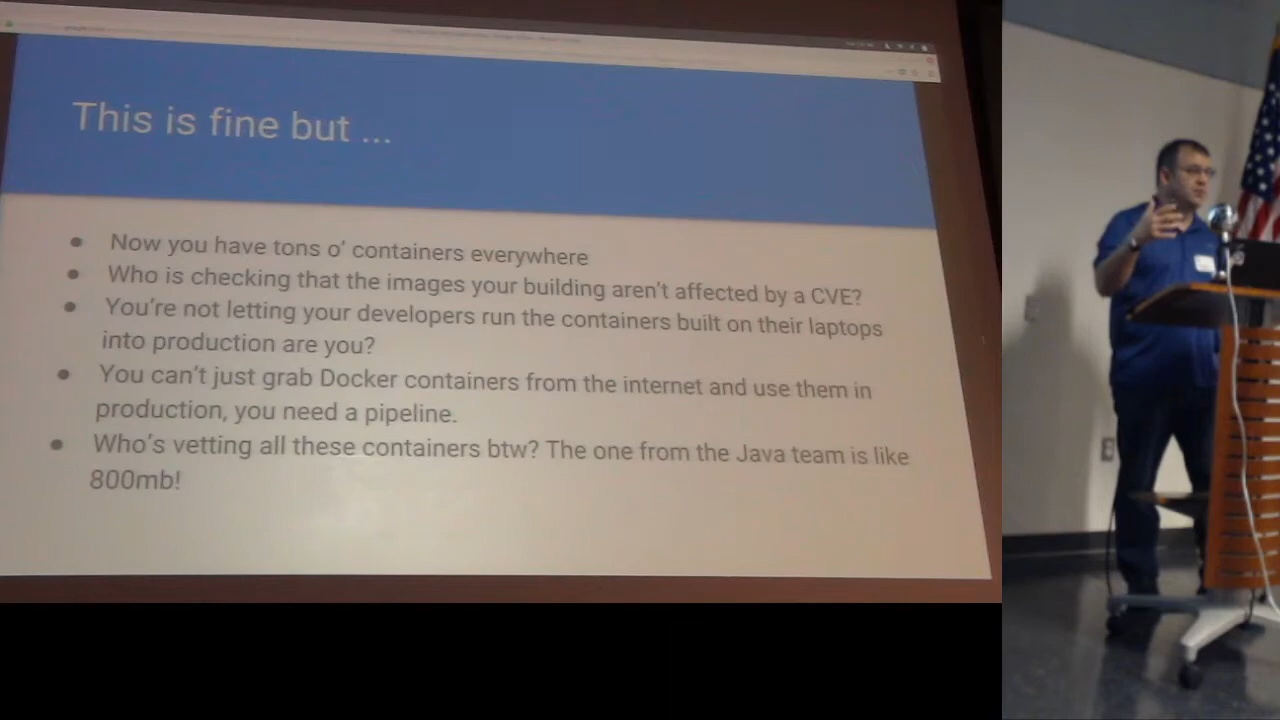 This is fine but ...
● Now you have tons o' containers everywhere
● Who is checking that the images your building aren't affected by a CVE?
● You're not letting your developers run the containers built on their laptops
into production are you?
● You can't just grab Docker containers from the internet and use them in
production, you need a pipeline.
● Who's vetting all these containers btw? The one from the Java team is like
800mb!